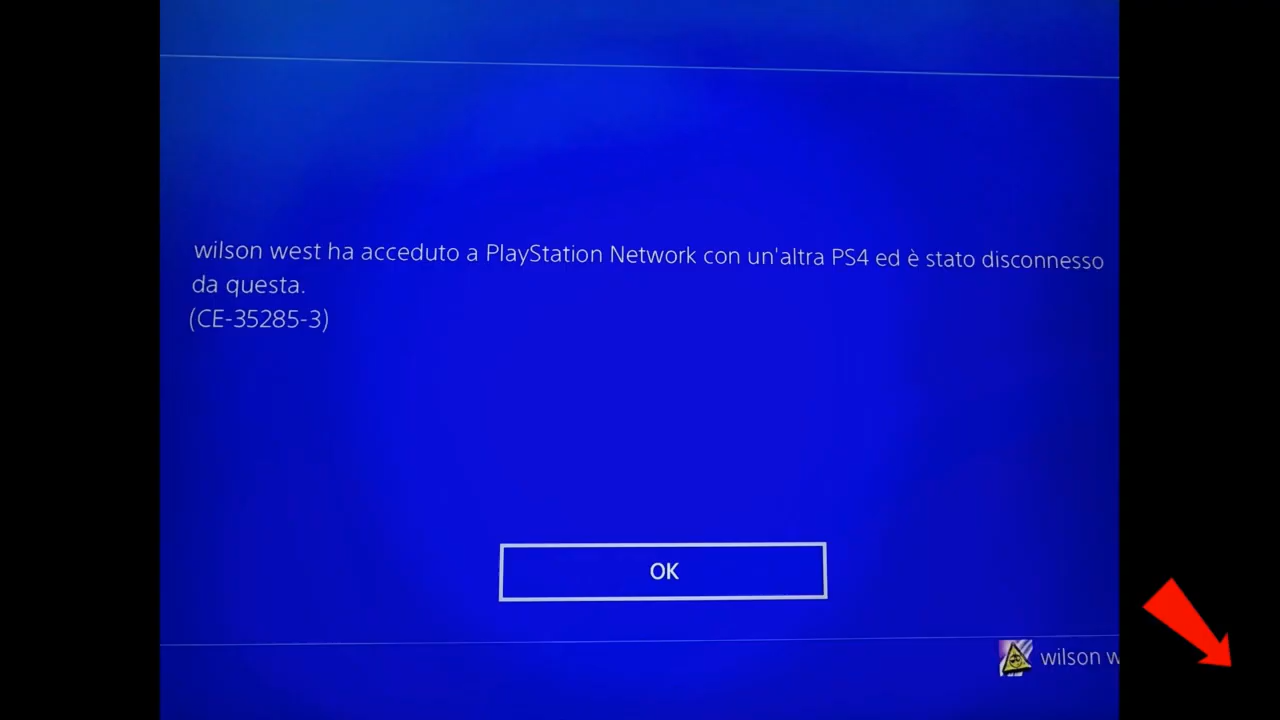 wilson west ha acceduto a PlayStation Network con un'altra PS4 ed è stato disconnesso
da questa.
(CE-35285-3)
OK
wilson w